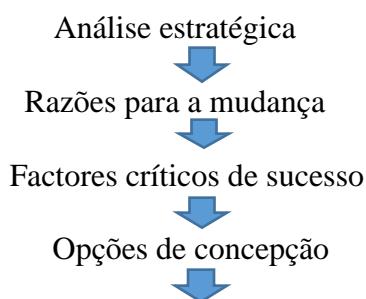 Análise estratégica
Razões para a mudança
Factores críticos de sucesso
Opções de concepção